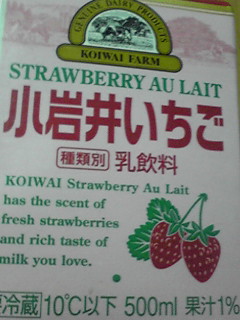 GENUINE DAIRY PRODUCTS
KOIWAI FARM
STRAWBERRY AU LAIT
小岩井いちご
種類別 乳飲料
KOIWAI Strawberry Au Lait
has the scent of
fresh strawberries
and rich taste of
milk you love.
冷蔵 10℃以下 500ml 果汁1%